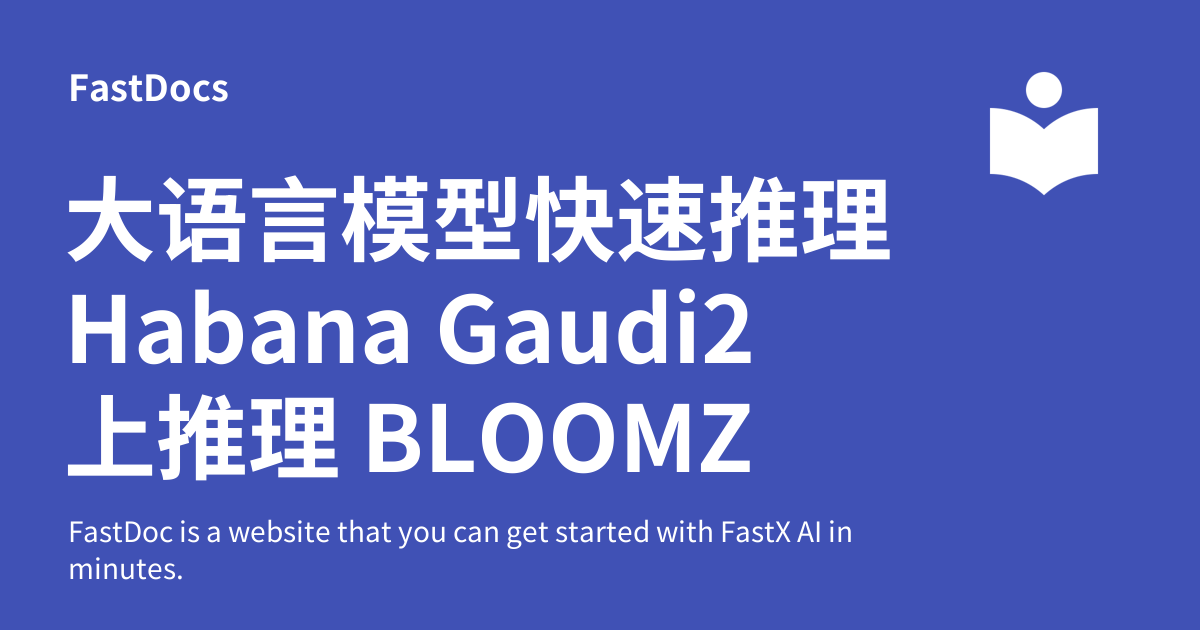 FastDocs
大语言模型快速推理
Habana Gaudi2
上推理 BLOOMZ
FastDoc is a website that you can get started with FastX AI in
minutes.